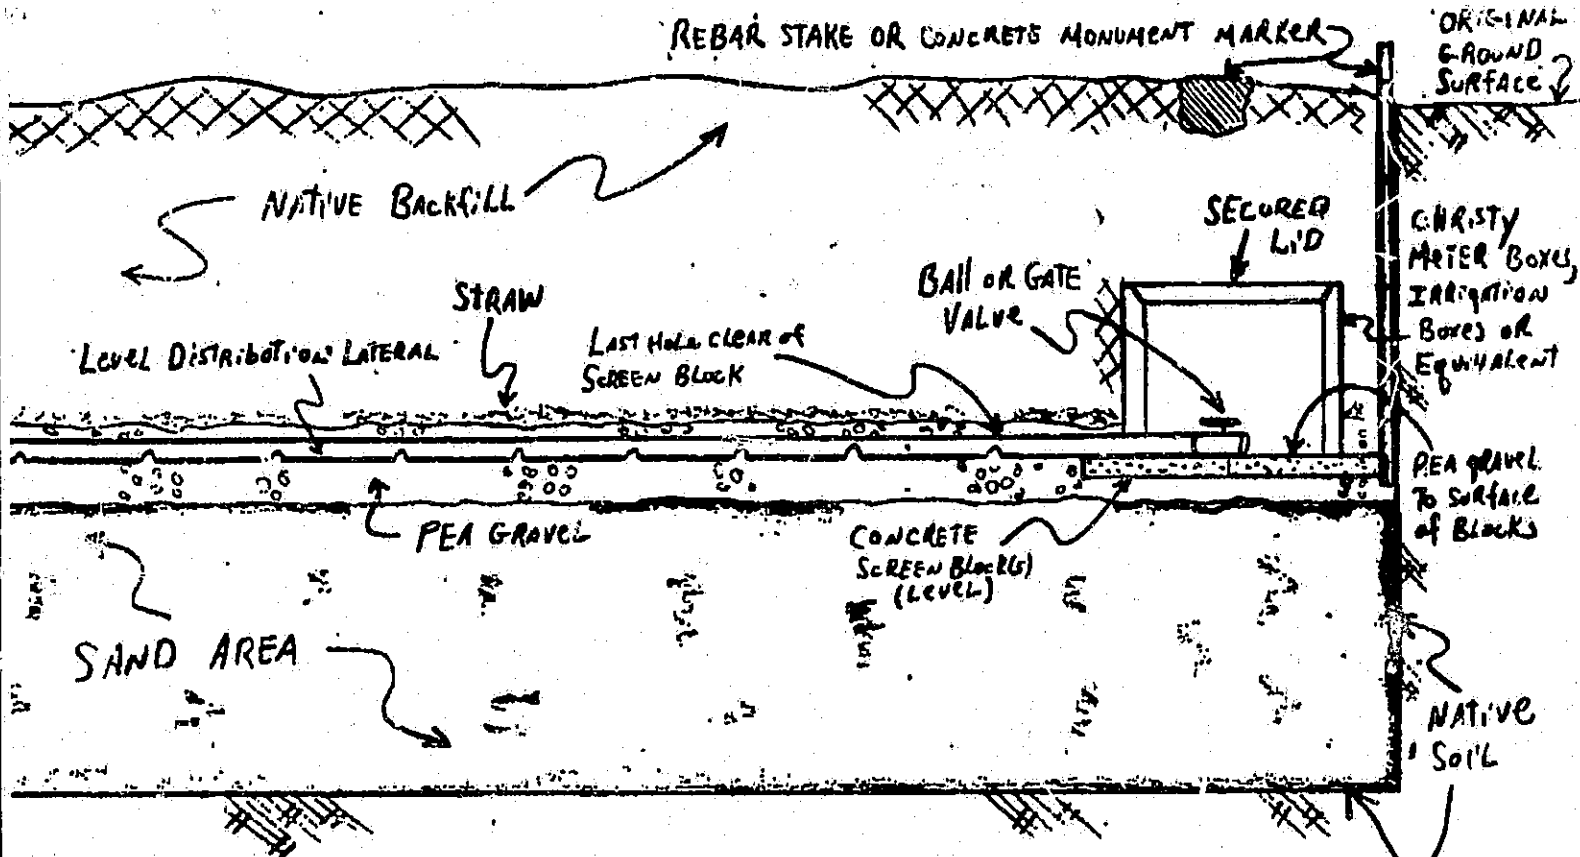 REBAR STAKE OR CONCRETE MONUMENT MARKER
ORIGINAL
GROUND
SURFACE
NATIVE BACKFILL
SECURED
LID
CHRISTY
METER BOXES,
IRRIGATION
BOXES OR
EQUIVALENT
BALL OR GATE
VALVE
STRAW
LAST HOLE CLEAR OF
SCREEN BLOCK
LEVEL DISTRIBUTION LATERAL
PEA GRAVEL
TO SURFACE
OF BLOCKS
PEA GRAVEL
CONCRETE
SCREEN BLOCK(S)
(LEVEL)
SAND AREA
NATIVE
SOIL